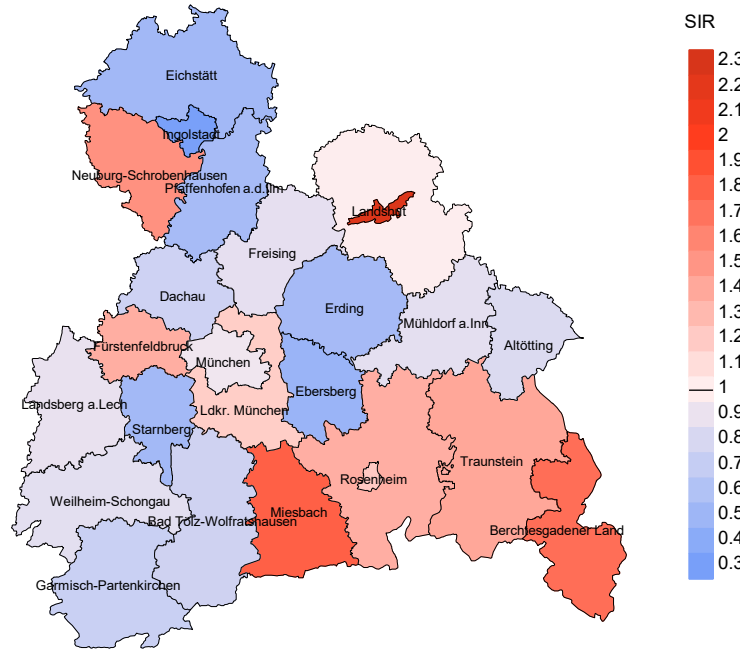 SIR
Eichstätt
Ingolstadt
Neuburg-Schrobenhausen
Pfaffenhofen a.d.Ilm
Landshut
Freising
Dachau
Erding
Mühldorf a.Inn
Altötting
Fürstenfeldbruck
München
Ebersberg
Landsberg a.Lech
Ldkr. München
Starnberg
Traunstein
Rosenheim
Weilheim-Schongau
Miesbach
Bad Tölz-Wolfratshausen
Berchtesgadener Land
Garmisch-Partenkirchen
2.3
2.2
2.1
2
1.9
1.8
1.7
1.6
1.5
1.4
1.3
1.2
1.1
1
0.9
0.8
0.7
0.6
0.5
0.4
0.3